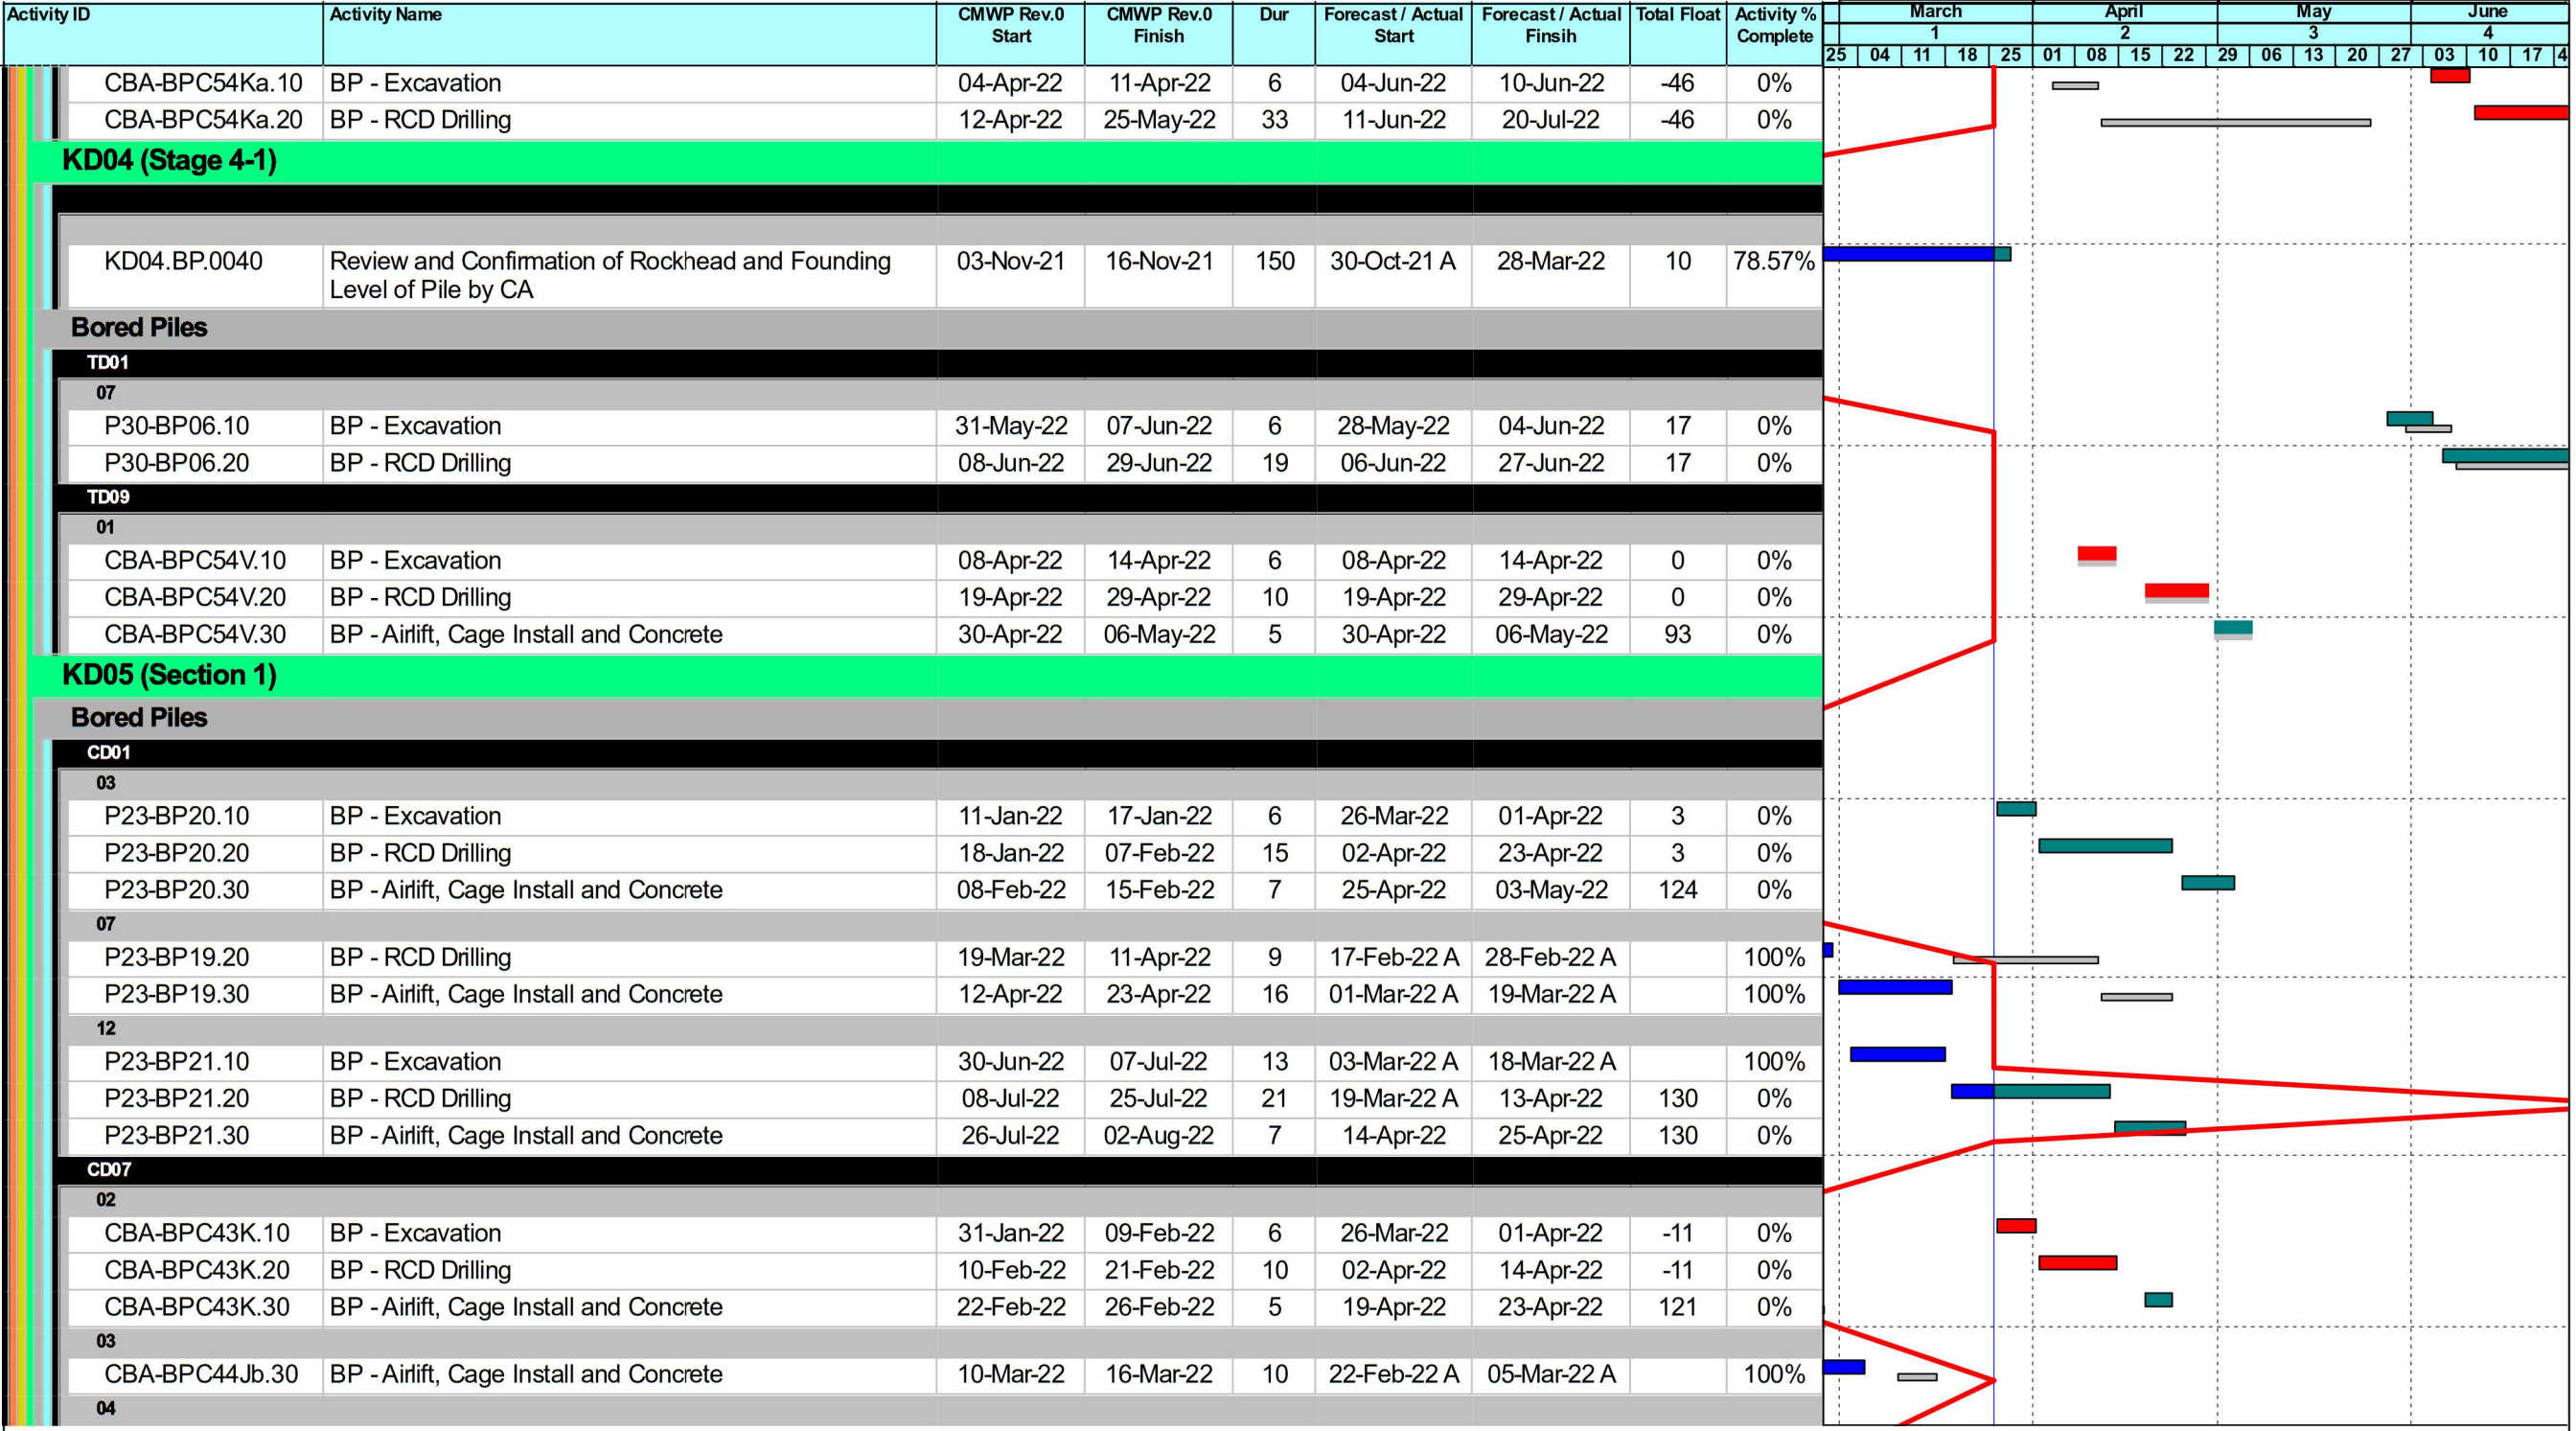 Activity ID Activity Name CMWP Rev.0 Start CMWP Rev.0 Finish Dur Forecast / Actual Start Forecast / Actual Finsih Total Float Activity % Complete March April May June
1 2 3 4
25 04 11 18 25 01 08 15 22 29 06 13 20 27 03 10 17 4
CBA-BPC54Ka.10 BP - Excavation 04-Apr-22 11-Apr-22 6 04-Jun-22 10-Jun-22 -46 0%
CBA-BPC54Ka.20 BP - RCD Drilling 12-Apr-22 25-May-22 33 11-Jun-22 20-Jul-22 -46 0%
KD04 (Stage 4-1)
KD04.BP.0040 Review and Confirmation of Rockhead and Founding 03-Nov-21 16-Nov-21 150 30-Oct-21 A 28-Mar-22 10 78.57%
Level of Pile by CA
Bored Piles
TD01
07
P30-BP06.10 BP - Excavation 31-May-22 07-Jun-22 6 28-May-22 04-Jun-22 17 0%
P30-BP06.20 BP - RCD Drilling 08-Jun-22 29-Jun-22 19 06-Jun-22 27-Jun-22 17 0%
TD09
01
CBA-BPC54V.10 BP - Excavation 08-Apr-22 14-Apr-22 6 08-Apr-22 14-Apr-22 0 0%
CBA-BPC54V.20 BP - RCD Drilling 19-Apr-22 29-Apr-22 10 19-Apr-22 29-Apr-22 0 0%
CBA-BPC54V.30 BP - Airlift, Cage Install and Concrete 30-Apr-22 06-May-22 5 30-Apr-22 06-May-22 93 0%
KD05 (Section 1)
Bored Piles
CD01
03
P23-BP20.10 BP - Excavation 11-Jan-22 17-Jan-22 6 26-Mar-22 01-Apr-22 3 0%
P23-BP20.20 BP - RCD Drilling 18-Jan-22 07-Feb-22 15 02-Apr-22 23-Apr-22 3 0%
P23-BP20.30 BP - Airlift, Cage Install and Concrete 08-Feb-22 15-Feb-22 7 25-Apr-22 03-May-22 124 0%
07
P23-BP19.20 BP - RCD Drilling 19-Mar-22 11-Apr-22 9 17-Feb-22 A 28-Feb-22 A 100%
P23-BP19.30 BP - Airlift, Cage Install and Concrete 12-Apr-22 23-Apr-22 16 01-Mar-22 A 19-Mar-22 A 100%
12
P23-BP21.10 BP - Excavation 30-Jun-22 07-Jul-22 13 03-Mar-22 A 18-Mar-22 A 100%
P23-BP21.20 BP - RCD Drilling 08-Jul-22 25-Jul-22 21 19-Mar-22 A 13-Apr-22 130 0%
P23-BP21.30 BP - Airlift, Cage Install and Concrete 26-Jul-22 02-Aug-22 7 14-Apr-22 25-Apr-22 130 0%
CD07
02
CBA-BPC43K.10 BP - Excavation 31-Jan-22 09-Feb-22 6 26-Mar-22 01-Apr-22 -11 0%
CBA-BPC43K.20 BP - RCD Drilling 10-Feb-22 21-Feb-22 10 02-Apr-22 14-Apr-22 -11 0%
CBA-BPC43K.30 BP - Airlift, Cage Install and Concrete 22-Feb-22 26-Feb-22 5 19-Apr-22 23-Apr-22 121 0%
03
CBA-BPC44Jb.30 BP - Airlift, Cage Install and Concrete 10-Mar-22 16-Mar-22 10 22-Feb-22 A 05-Mar-22 A 100%
04